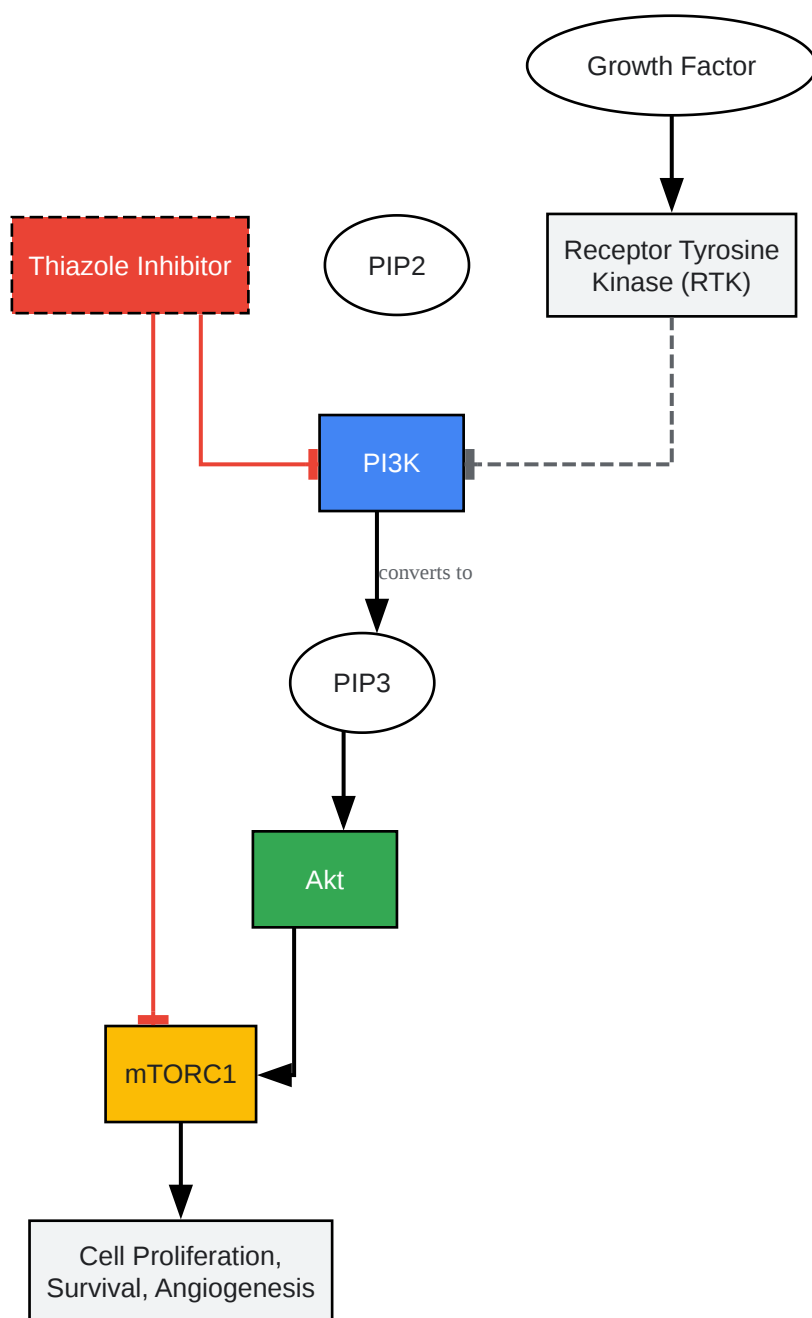 Growth Factor
Thiazole Inhibitor
PIP2
Receptor Tyrosine
Kinase (RTK)
PI3K
converts to
PIP3
Akt
mTORC1
Cell Proliferation,
Survival, Angiogenesis